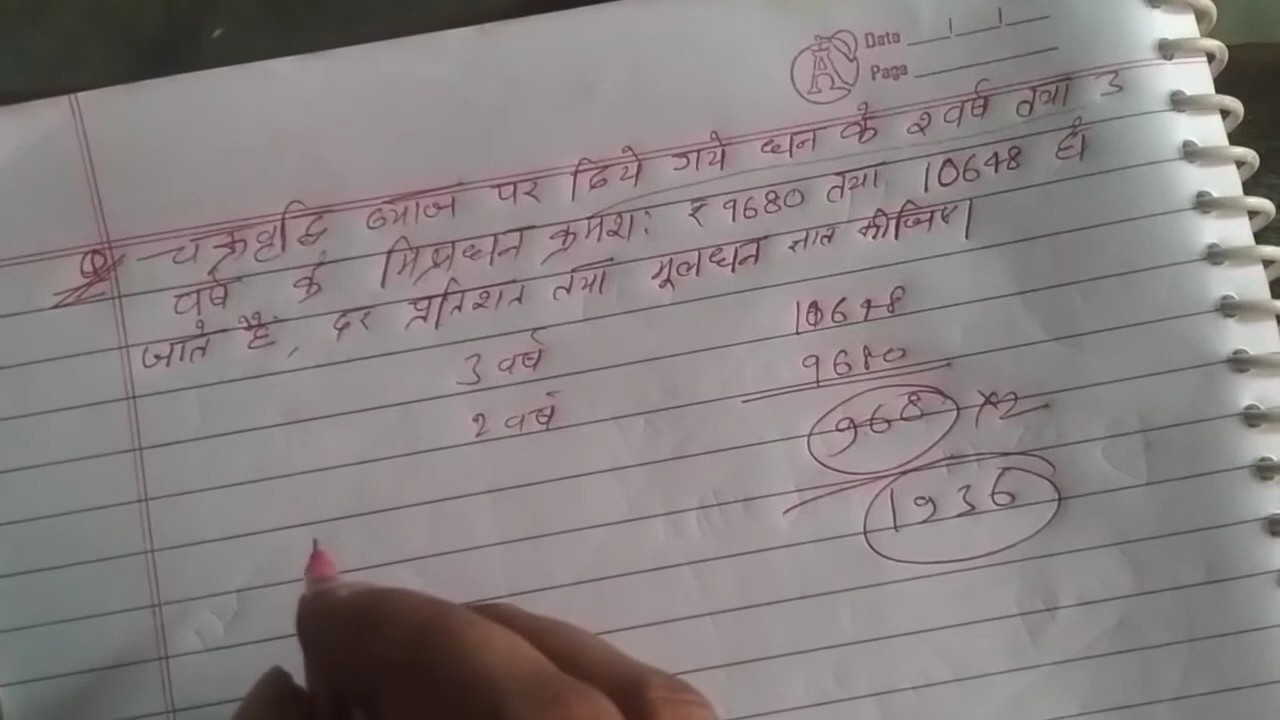 Date
Page
Q चक्रवृद्धि ब्याज पर दिये गये धन के २ वर्ष तथा 3
वर्ष के मिश्रधन क्रमशः ₹ 9680 तथा 10648 हो
जाते है, दर प्रतिशत तथा मूलधन ज्ञात कीजिए।
3 वर्ष 10648
2 वर्ष 9680
968 ×2
1936